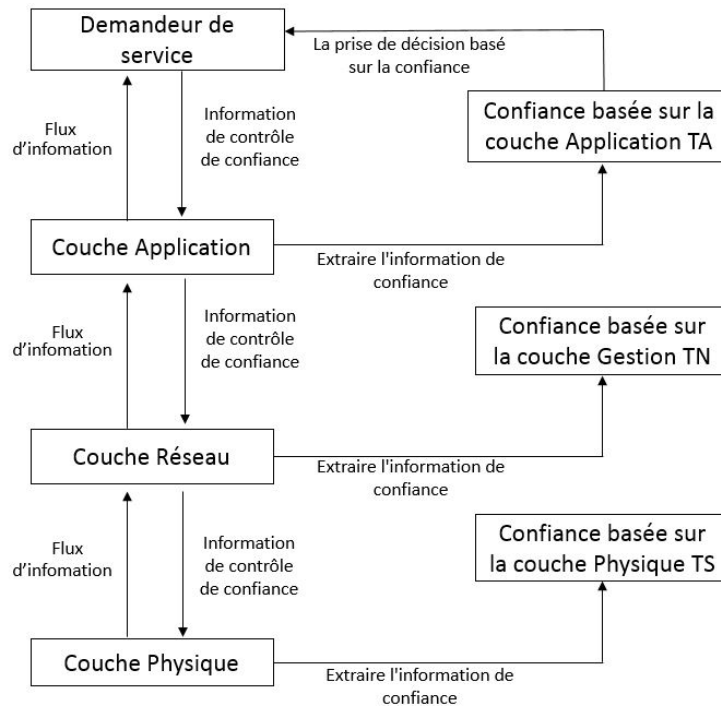 Demandeur de
service
La prise de décision basé
sur la confiance
Flux
d'infomation
Information
de contrôle
de confiance
Confiance basée sur la
couche Application TA
Couche Application
Extraire l'information de
confiance
Flux
d'infomation
Information
de contrôle
de confiance
Confiance basée sur
la couche Gestion TN
Couche Réseau
Extraire l'information de
confiance
Flux
d'infomation
Information
de contrôle
de confiance
Confiance basée sur
la couche Physique TS
Couche Physique
Extraire l'information de
confiance